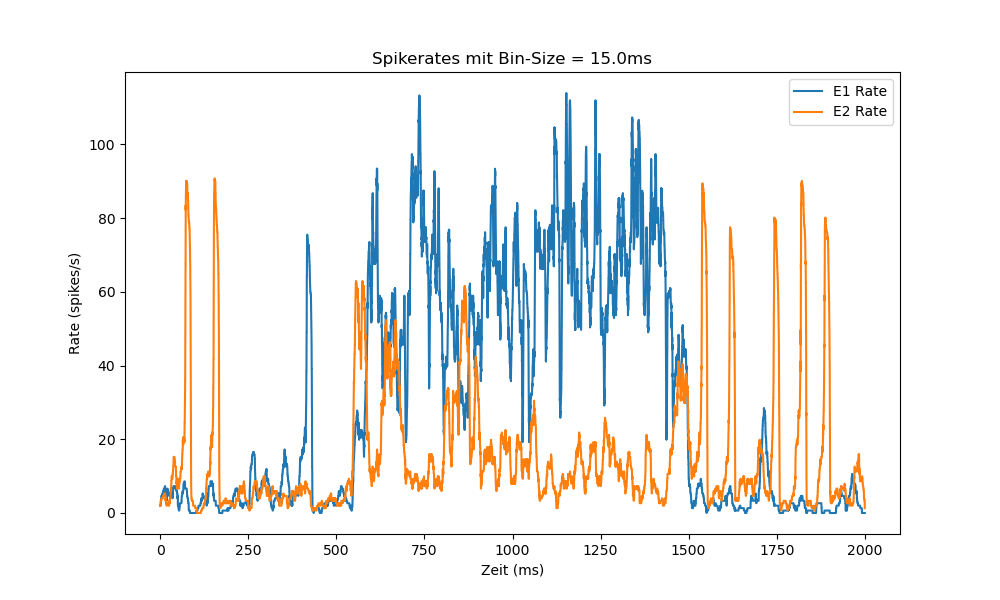 Spikerates mit Bin-Size = 15.0ms
E1 Rate
E2 Rate
100
80
60
40
20
0
Rate (spikes/s)
0 250 500 750 1000 1250 1500 1750 2000
Zeit (ms)